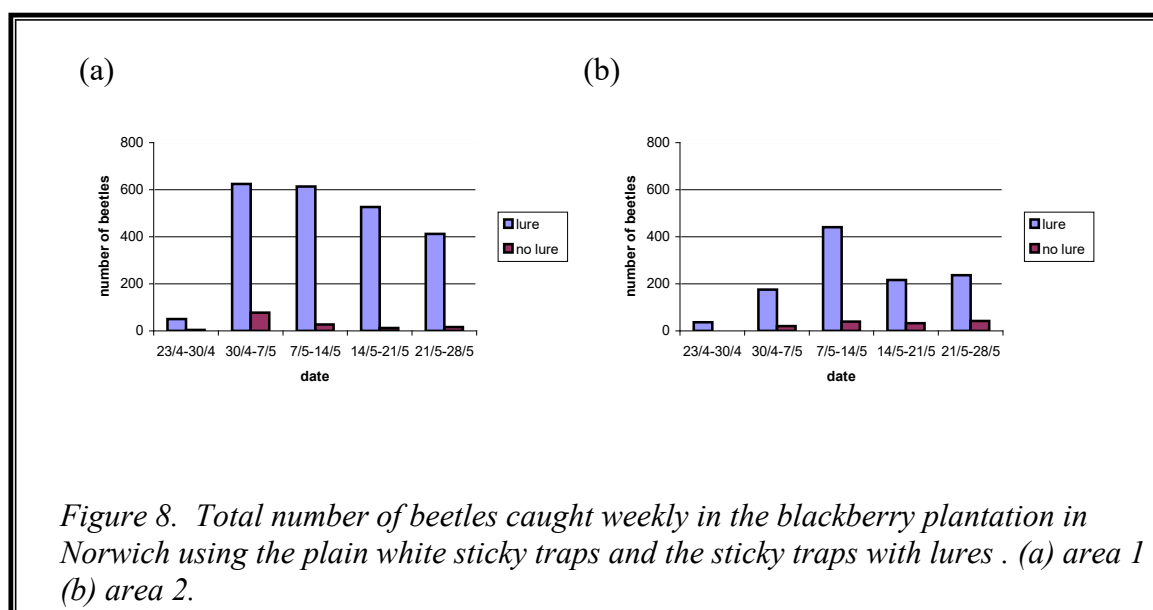 (a)
(b)
800
600
400
200
0
number of beetles
23/4-30/4 30/4-7/5 7/5-14/5 14/5-21/5 21/5-28/5
date
lure
no lure
800
600
400
200
0
number of beetles
23/4-30/4 30/4-7/5 7/5-14/5 14/5-21/5 21/5-28/5
date
lure
no lure
Figure 8. Total number of beetles caught weekly in the blackberry plantation in
Norwich using the plain white sticky traps and the sticky traps with lures . (a) area 1
(b) area 2.